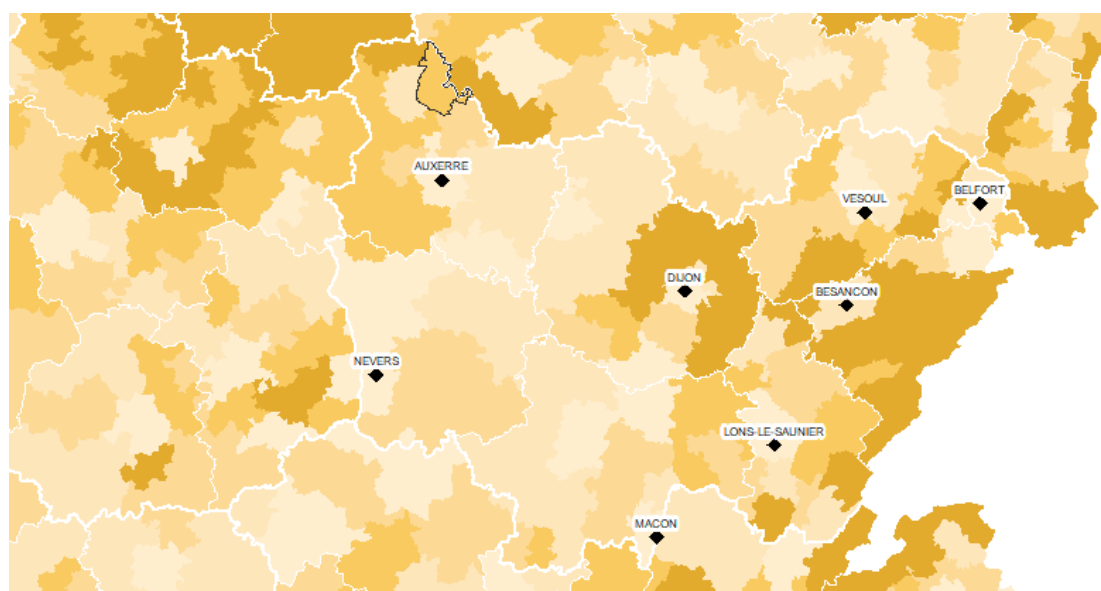 AUXERRE
BELFORT
VESOUL
DIJON
BESANCON
NEVERS
LONS-LE-SAUNIER
MACON